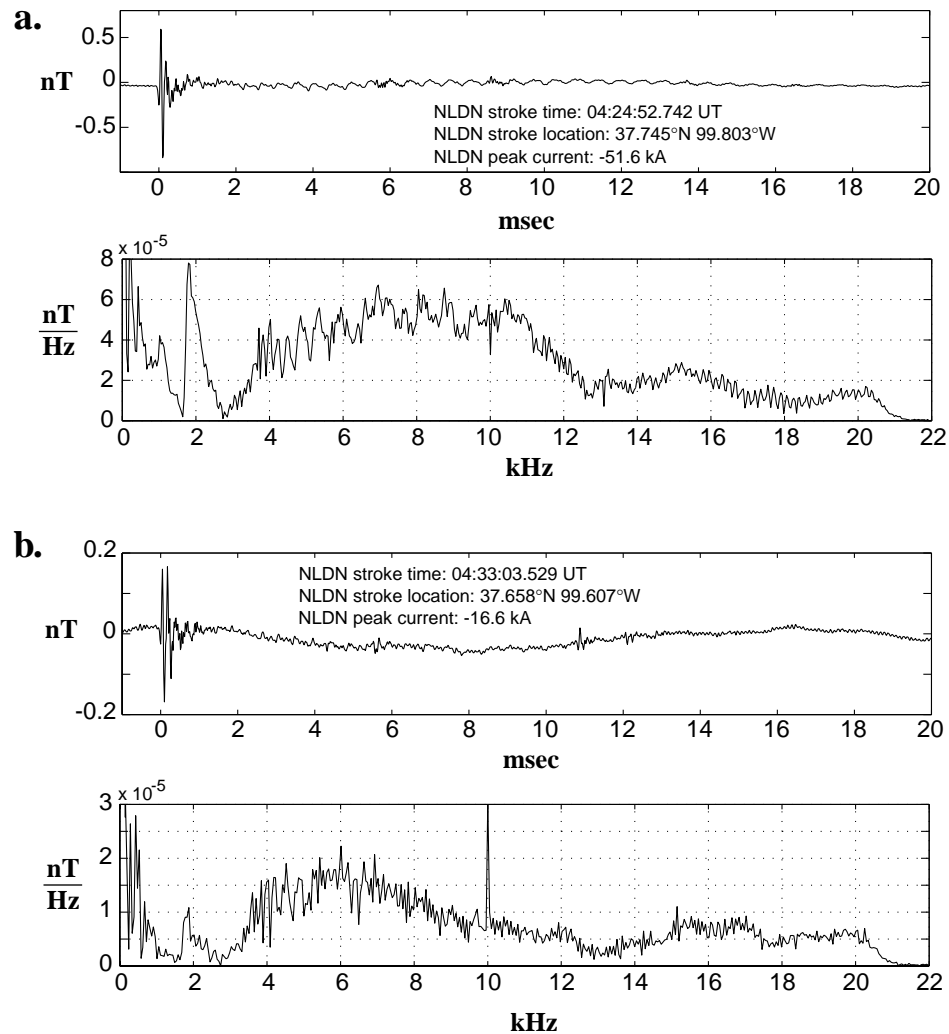 a.
0.5
nT
0
-0.5
NLDN stroke time: 04:24:52.742 UT
NLDN stroke location: 37.745°N 99.803°W
NLDN peak current: -51.6 kA
0 2 4 6 8 10 12 14 16 18 20
msec
8 x 10-5
6
nT
Hz
4
2
0
0 2 4 6 8 10 12 14 16 18 20 22
kHz
b.
0.2
NLDN stroke time: 04:33:03.529 UT
NLDN stroke location: 37.658°N 99.607°W
NLDN peak current: -16.6 kA
nT
0
-0.2
0 2 4 6 8 10 12 14 16 18 20
msec
x 10-5
3
2
nT
Hz
1
0
0 2 4 6 8 10 12 14 16 18 20 22
kHz